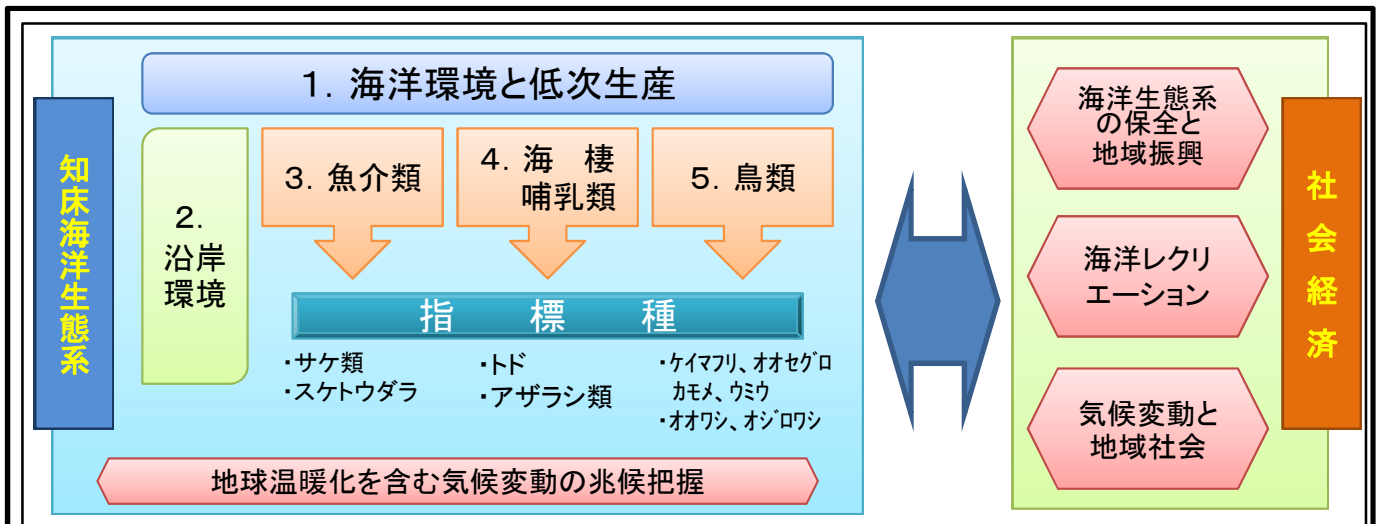 1．海洋環境と低次生産
知床海洋生態系
2．
沿岸
環境
3．魚介類
4．海　棲
哺乳類
5．鳥類
指　標　種
・サケ類
・スケトウダラ
・トド
・アザラシ類
・ｹｲﾏﾌﾘ、ｵｵｾｸﾞﾛ
ｶﾓﾒ、ｳﾐｳ
・ｵｵﾜｼ、ｵｼﾞﾛﾜｼ
地球温暖化を含む気候変動の兆候把握
海洋生態系
の保全と
地域振興
海洋レクリ
エーション
気候変動と
地域社会
社会経済